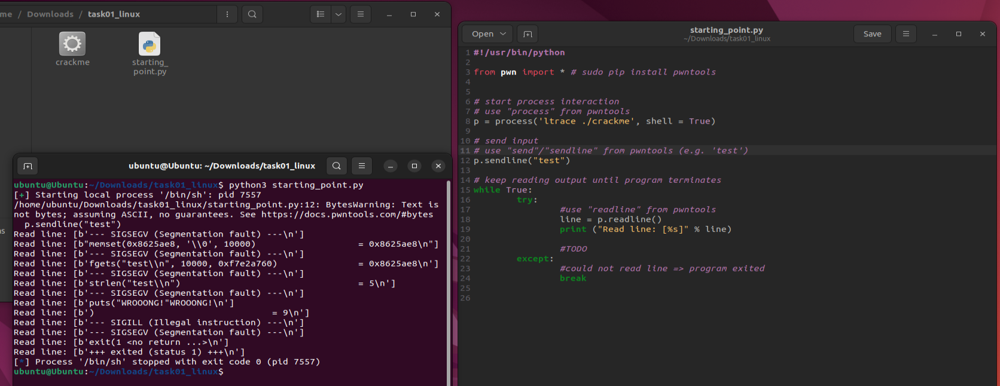 me / Downloads / task01_linux
crackme
starting_
point.py
as
ubuntu@Ubuntu: ~/Downloads/task01_linux
ubuntu@Ubuntu:~/Downloads/task01_linux$ python3 starting_point.py
[+] Starting local process '/bin/sh': pid 7557
/home/ubuntu/Downloads/task01_linux/starting_point.py:12: BytesWarning: Text is
not bytes; assuming ASCII, no guarantees. See https://docs.pwntools.com/#bytes
  p.sendline("test")
Read line: [b'--- SIGSEGV (Segmentation fault) ---\n']
Read line: [b"memset(0x8625ae8, '\\0', 10000)                   = 0x8625ae8\n"]
Read line: [b'--- SIGSEGV (Segmentation fault) ---\n']
Read line: [b'fgets("test\\n", 10000, 0xf7e2a760)               = 0x8625ae8\n']
Read line: [b'--- SIGSEGV (Segmentation fault) ---\n']
Read line: [b'strlen("test\\n")                                 = 5\n']
Read line: [b'--- SIGSEGV (Segmentation fault) ---\n']
Read line: [b'puts("WROOONG!"WROOONG!\n']
Read line: [b')                                 = 9\n']
Read line: [b'--- SIGILL (Illegal instruction) ---\n']
Read line: [b'--- SIGSEGV (Segmentation fault) ---\n']
Read line: [b'exit(1 <no return ...>\n']
Read line: [b'+++ exited (status 1) +++\n']
[*] Process '/bin/sh' stopped with exit code 0 (pid 7557)
ubuntu@Ubuntu:~/Downloads/task01_linux$
Open
starting_point.py
~/Downloads/task01_linux
Save
1 #!/usr/bin/python
2
3 from pwn import * # sudo pip install pwntools
4
5
6 # start process interaction
7 # use "process" from pwntools
8 p = process('ltrace ./crackme', shell = True)
9
10 # send input
11 # use "send"/"sendline" from pwntools (e.g. 'test')
12 p.sendline("test")
13
14 # keep reading output until program terminates
15 while True:
16         try:
17                 #use "readline" from pwntools
18                 line = p.readline()
19                 print ("Read line: [%s]" % line)
20
21                 #TODO
22         except:
23                 #could not read line => program exited
24                 break
25
26